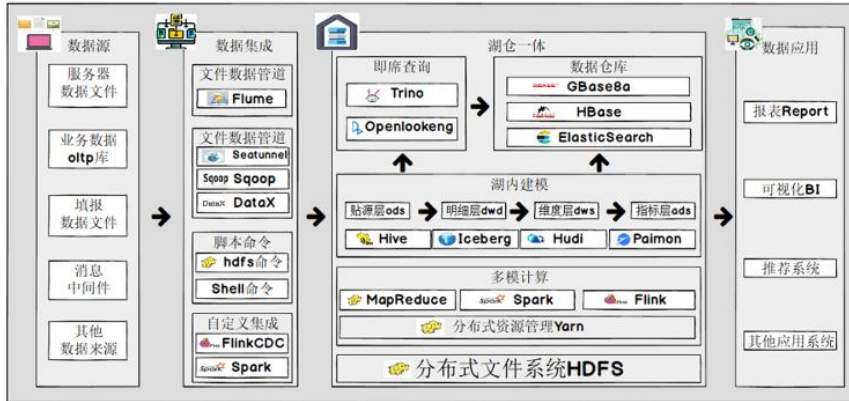 数据源
服务器
数据文件
业务数据
oltp库
填报
数据文件
消息
中间件
其他
数据来源
数据集成
文件数据管道
Flume
文件数据管道
Seatunnel
Sqoop Sqoop
DataX DataX
脚本命令
hdfs命令
Shell命令
自定义集成
FlinkCDC
Spark Spark
湖仓一体
即席查询
Trino
Openlookeng
数据仓库
GBase8a
HBase
ElasticSearch
湖内建模
贴源层ods
明细层dwd
维度层dws
指标层ads
Hive
Iceberg
Hudi
Paimon
多模计算
MapReduce
Spark Spark
Flink
分布式资源管理Yarn
分布式文件系统HDFS
数据应用
报表Report
可视化BI
推荐系统
其他应用系统